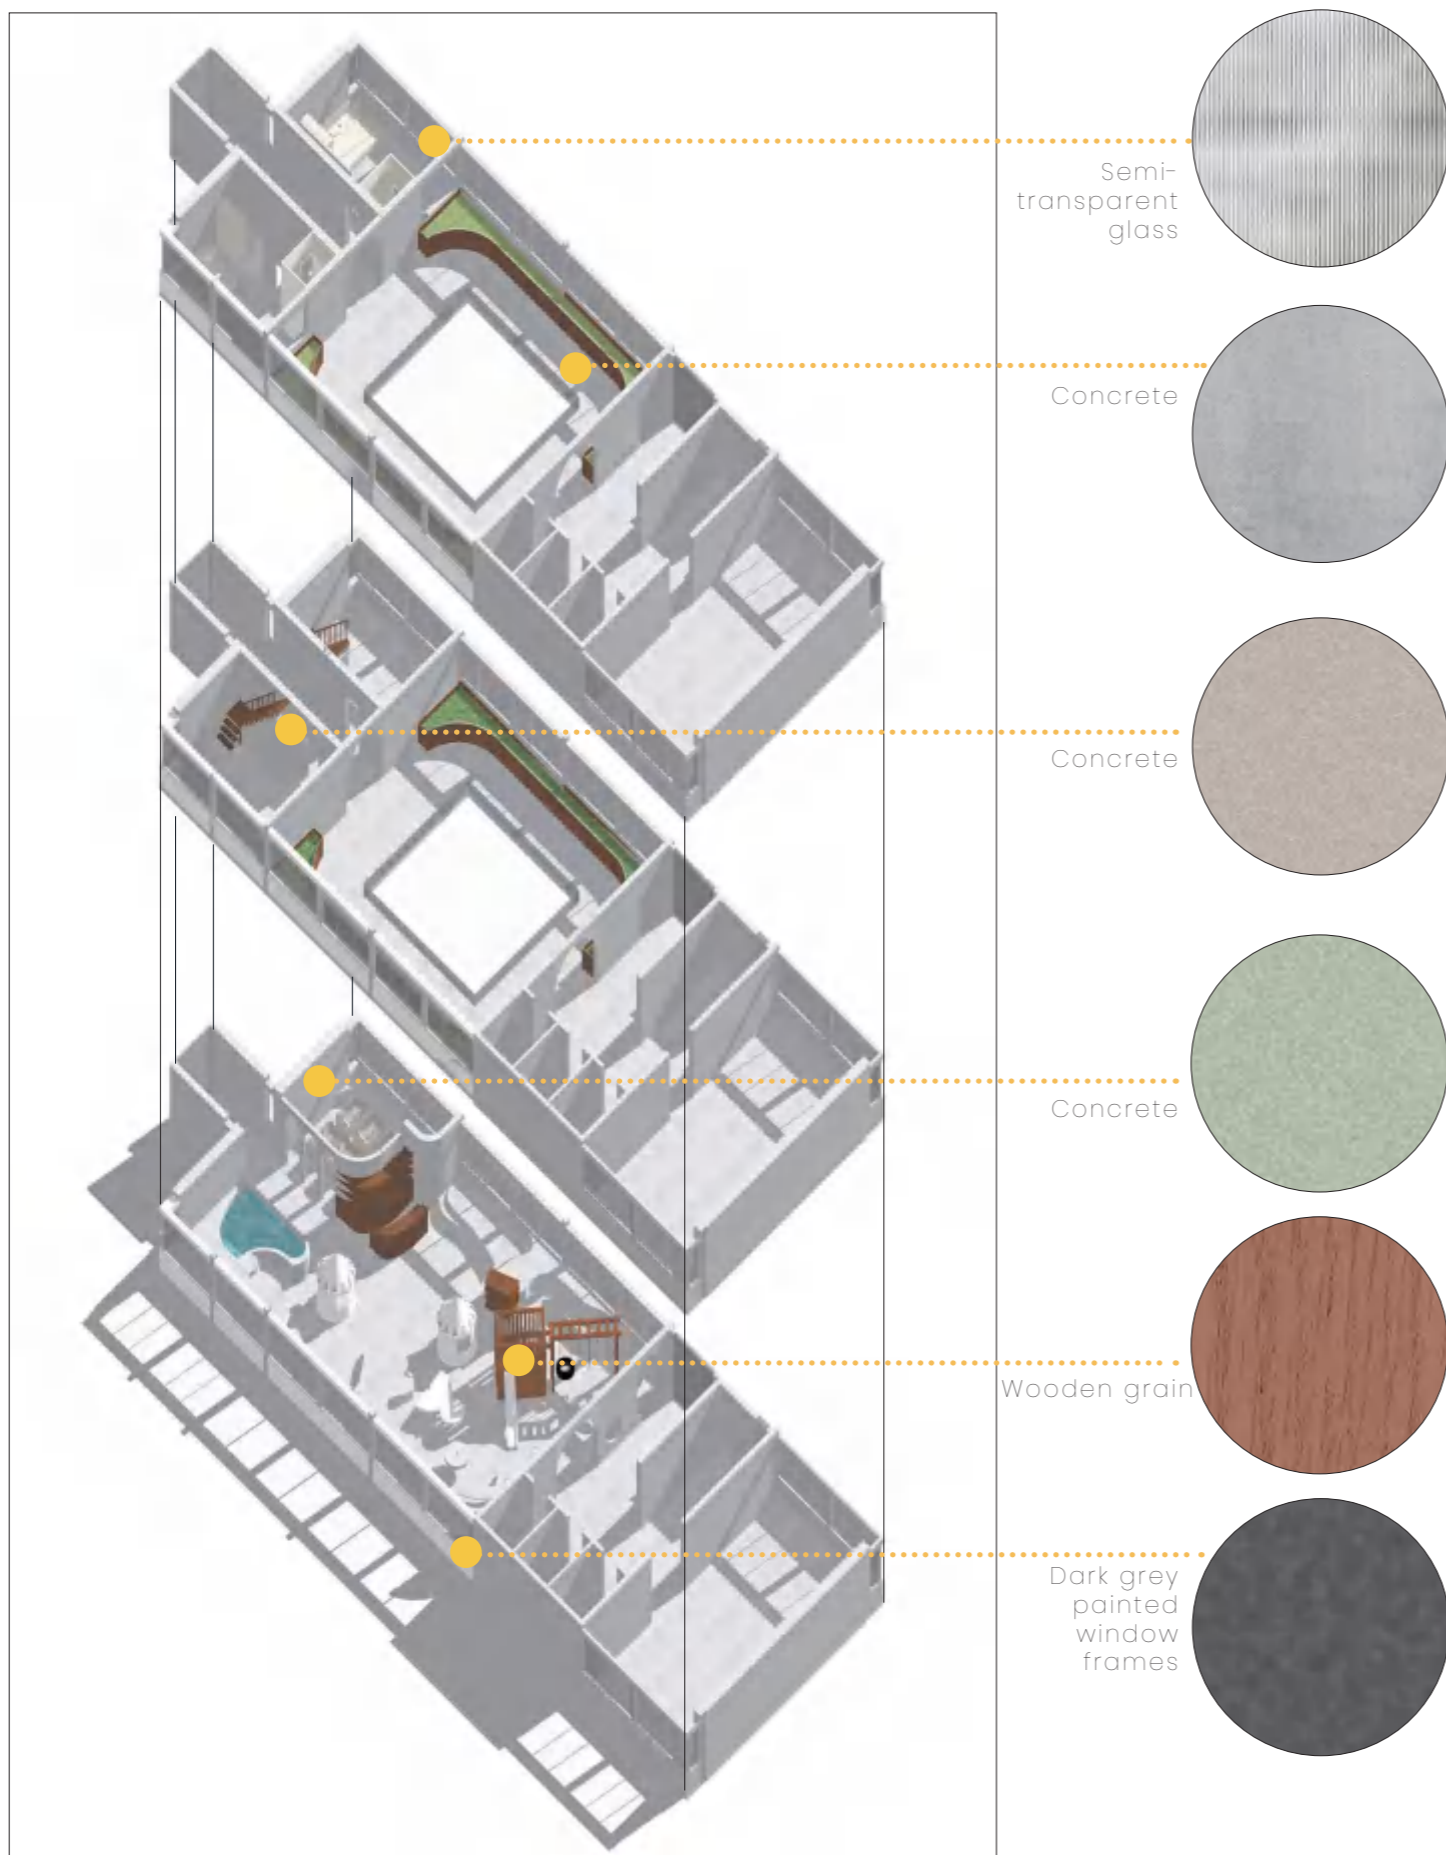 Semi-
transparent
glass
Concrete
Concrete
Concrete
Wooden grain
Dark grey
painted
window
frames